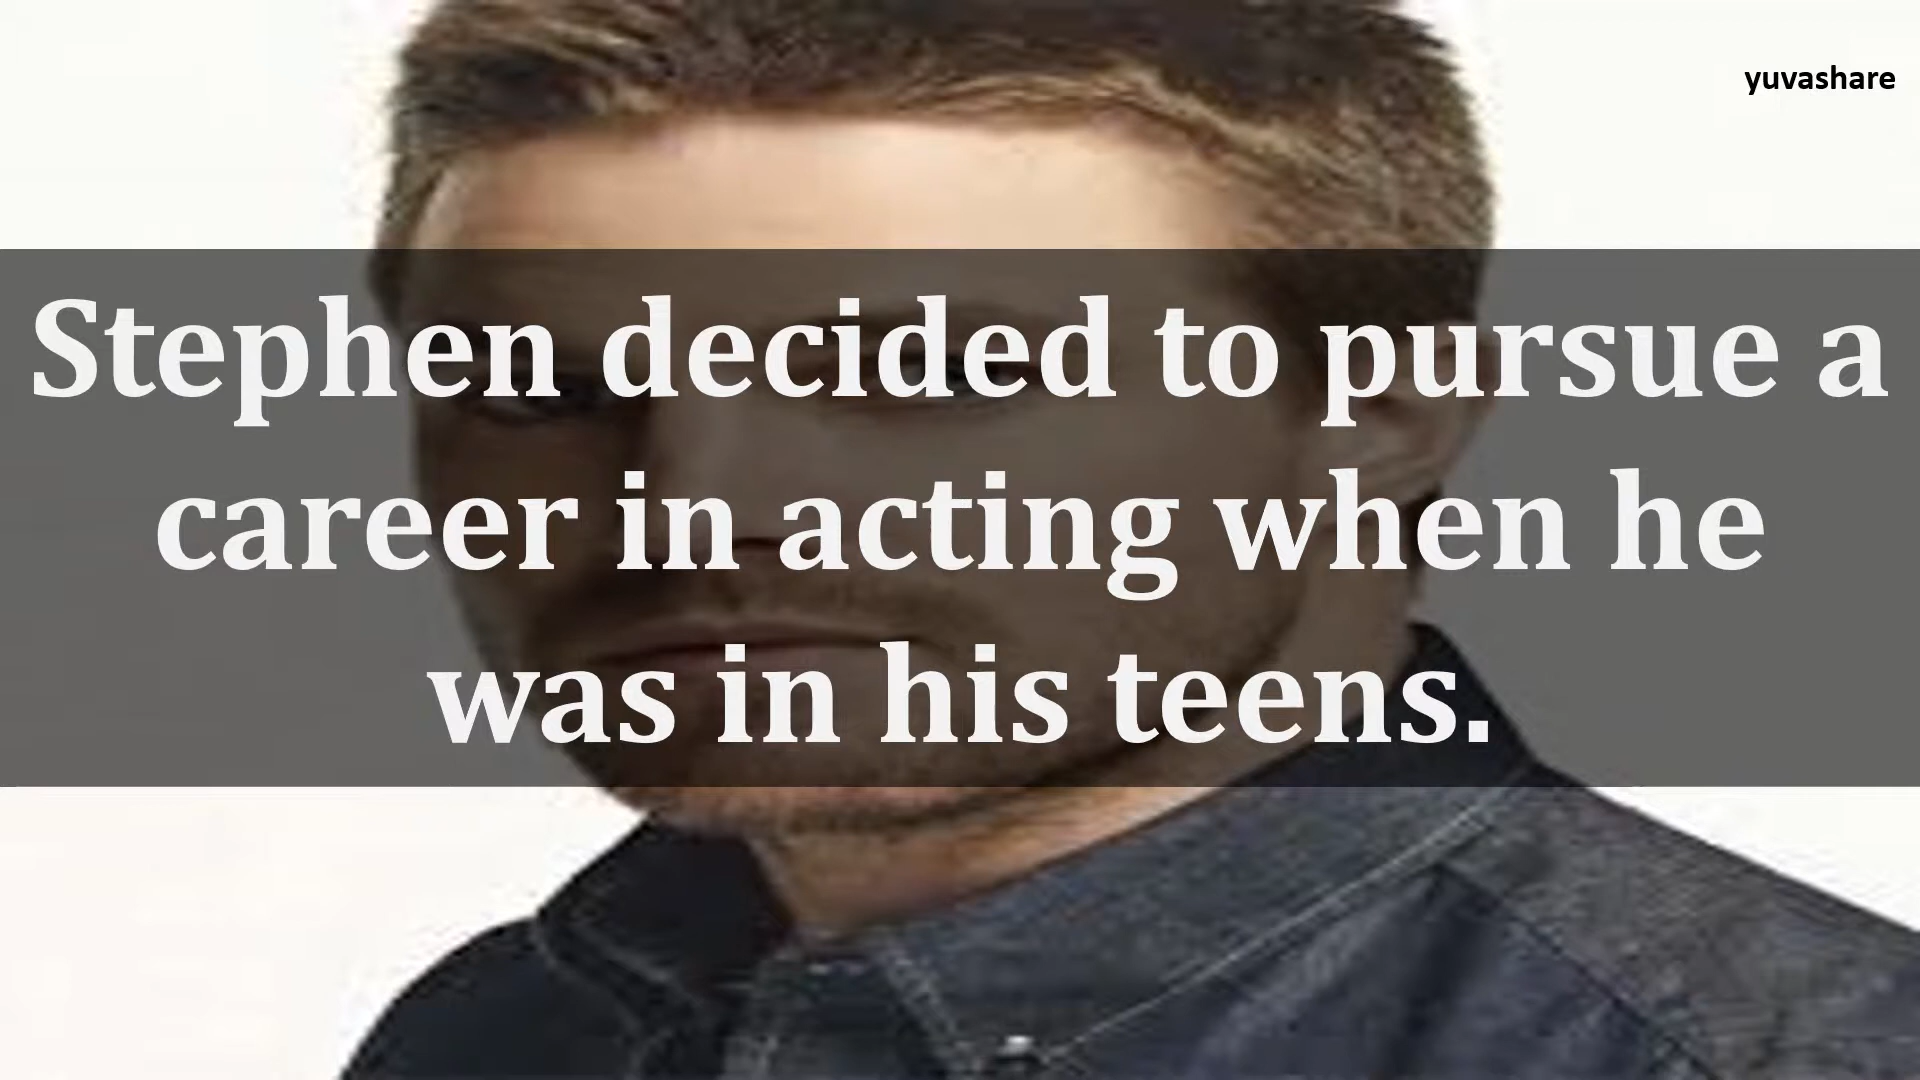 yuvashare
Stephen decided to pursue a
career in acting when he
was in his teens.